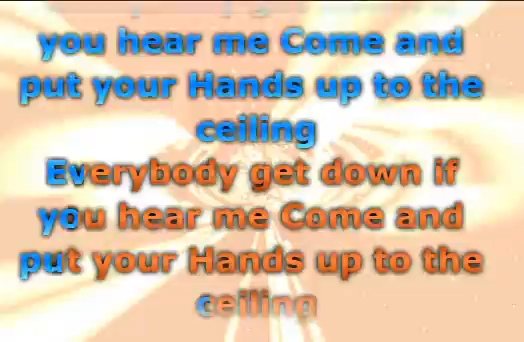 you hear me Come and
put your Hands up to the
ceiling
Everybody get down if
you hear me Come and
put your Hands up to the
ceiling